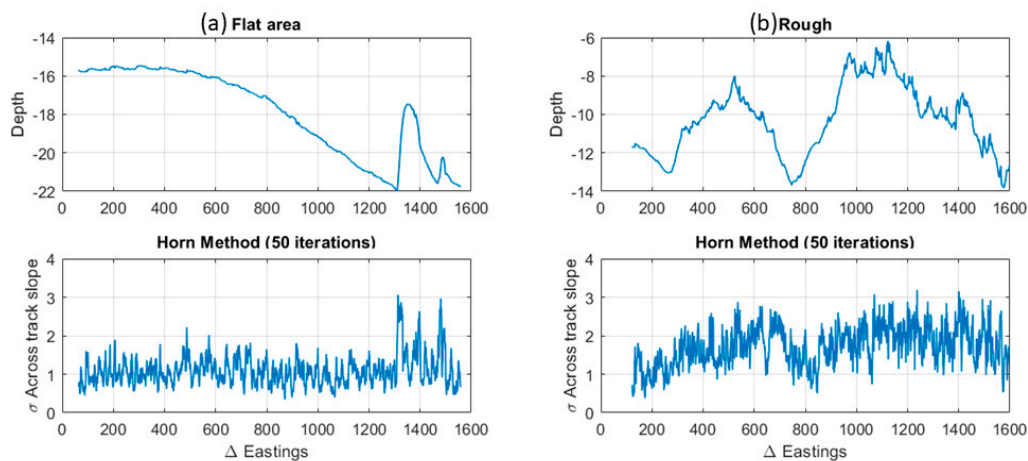 (a) Flat area
-14
-16
-18
-20
-22
Depth
0 200 400 600 800 1000 1200 1400 1600
Horn Method (50 iterations)
4
3
2
1
0
σ Across track slope
0 200 400 600 800 1000 1200 1400 1600
Δ Eastings
(b) Rough
-6
-8
-10
-12
-14
Depth
0 200 400 600 800 1000 1200 1400 1600
Horn Method (50 iterations)
4
3
2
1
0
σ Across track slope
0 200 400 600 800 1000 1200 1400 1600
Δ Eastings